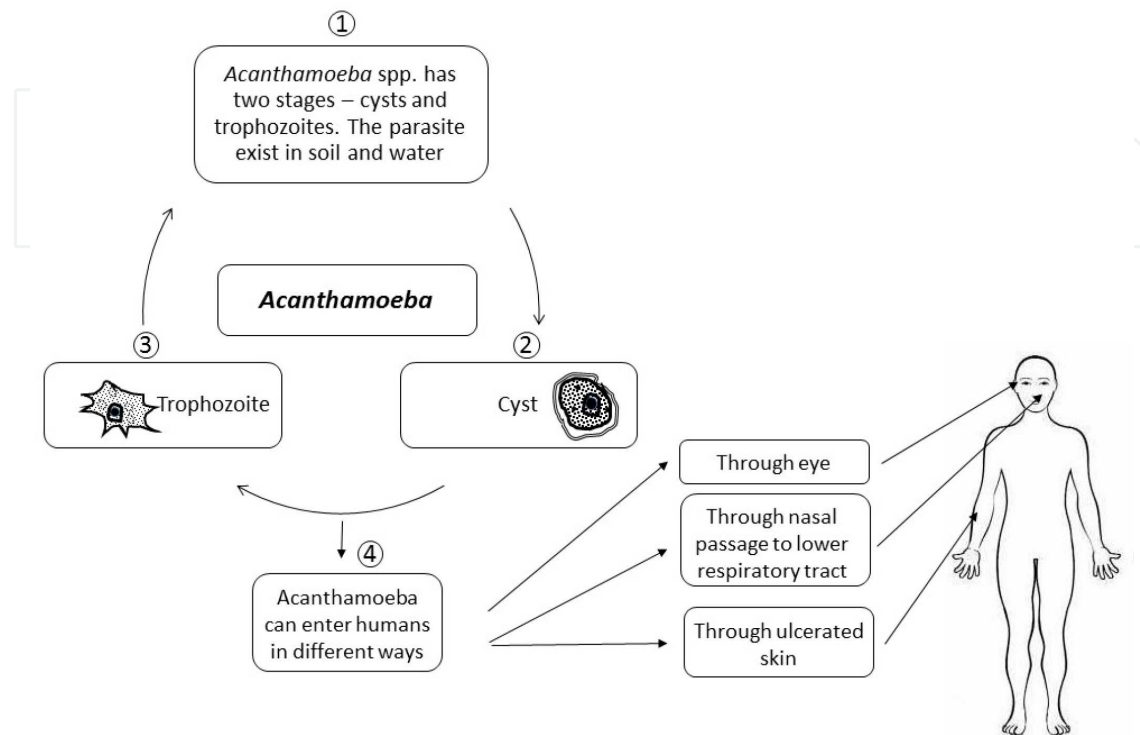 ①
Acanthamoeba spp. has
two stages – cysts and
trophozoites. The parasite
exist in soil and water
Acanthamoeba
③
②
Trophozoite
Cyst
④
Acanthamoeba
can enter humans
in different ways
Through eye
Through nasal
passage to lower
respiratory tract
Through ulcerated
skin